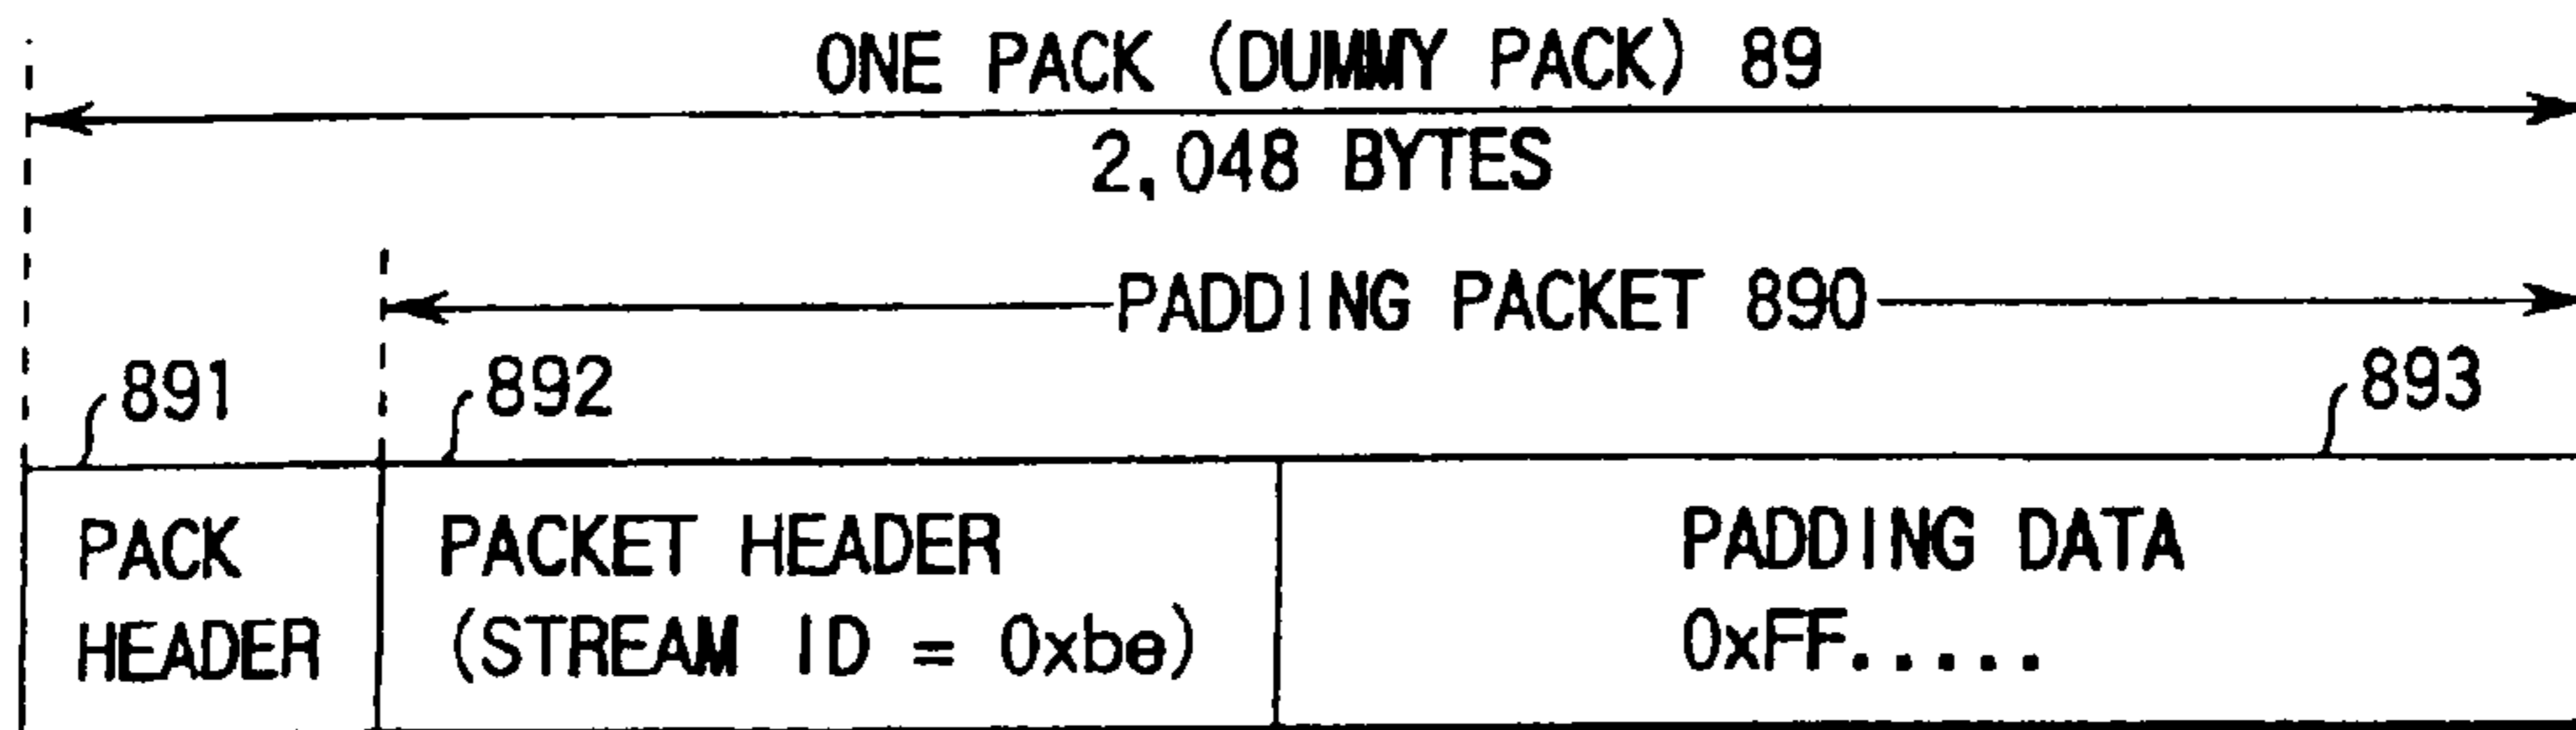 ONE PACK (DUMMY PACK) 89
2,048 BYTES
PADDING PACKET 890
891
892
893
PACK
HEADER
PACKET HEADER
(STREAM ID = 0xbe)
PADDING DATA
0xFF.....